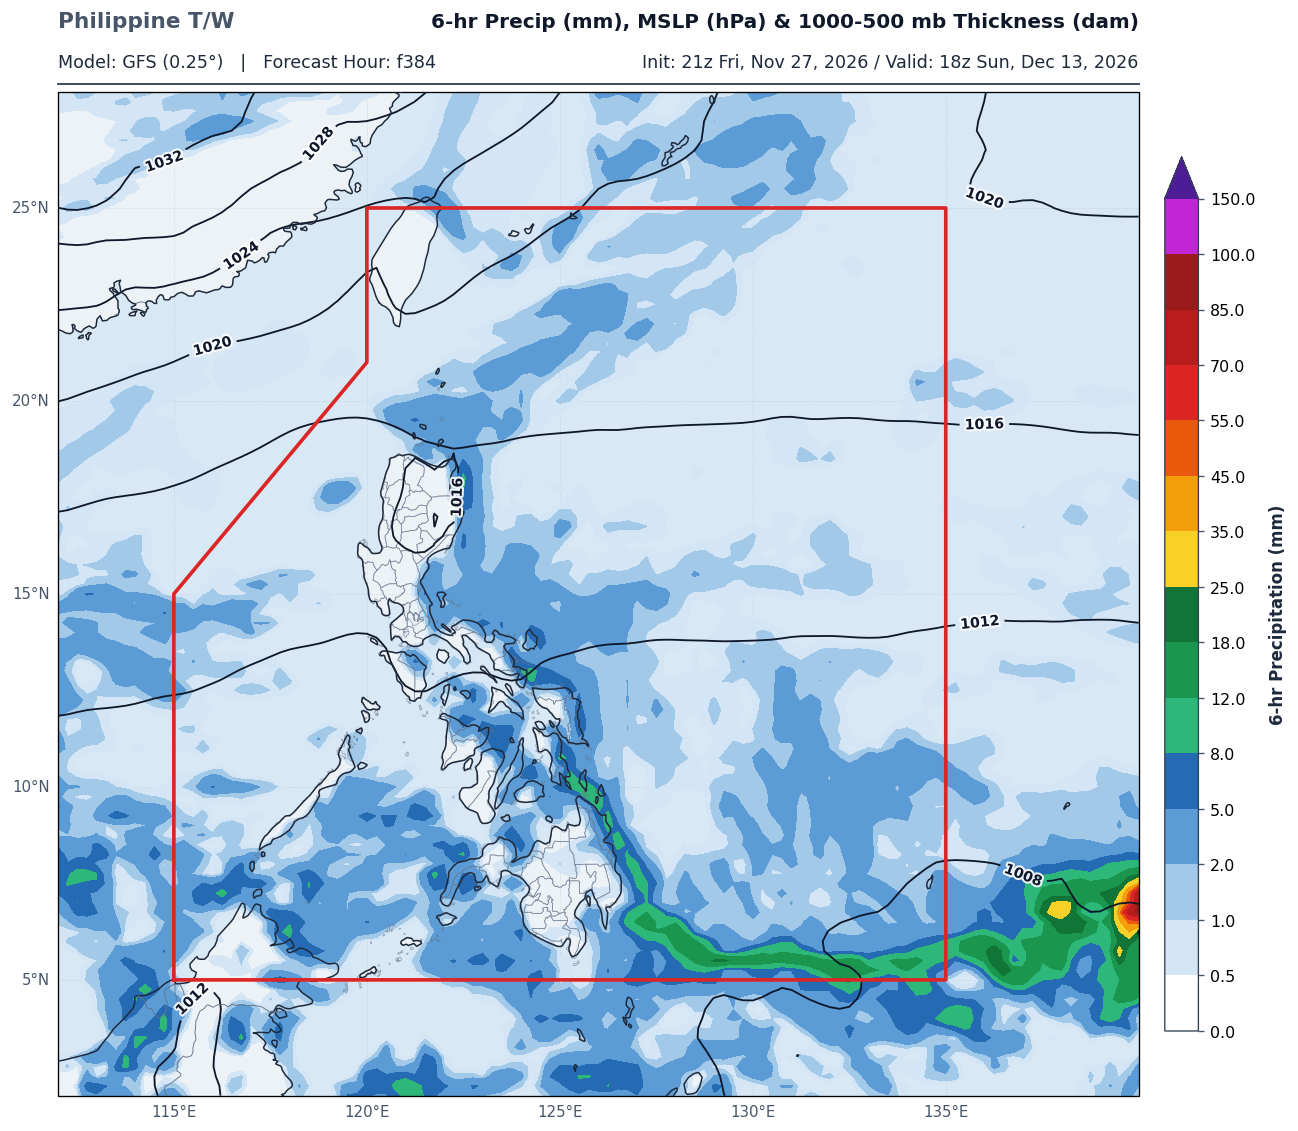 Philippine T/W
6-hr Precip (mm), MSLP (hPa) & 1000-500 mb Thickness (dam)
Model: GFS (0.25°) | Forecast Hour: f384
Init: 21z Fri, Nov 27, 2026 / Valid: 18z Sun, Dec 13, 2026
1032
1028
1024
1020
1020
1016
1016
1012
1008
1012
25°N
20°N
15°N
10°N
5°N
115°E
120°E
125°E
130°E
135°E
150.0
100.0
85.0
70.0
55.0
45.0
35.0
25.0
18.0
12.0
8.0
5.0
2.0
1.0
0.5
0.0
6-hr Precipitation (mm)